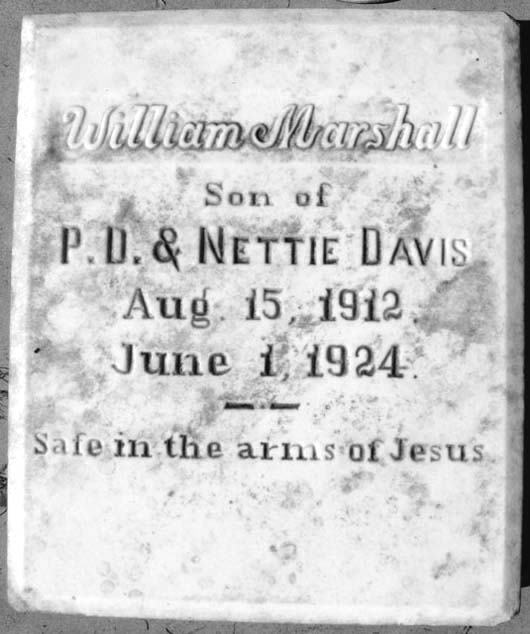 William Marshall
Son of
P.D. & NETTIE DAVIS
Aug. 15, 1912.
June 1, 1924.
Safe in the arms of Jesus